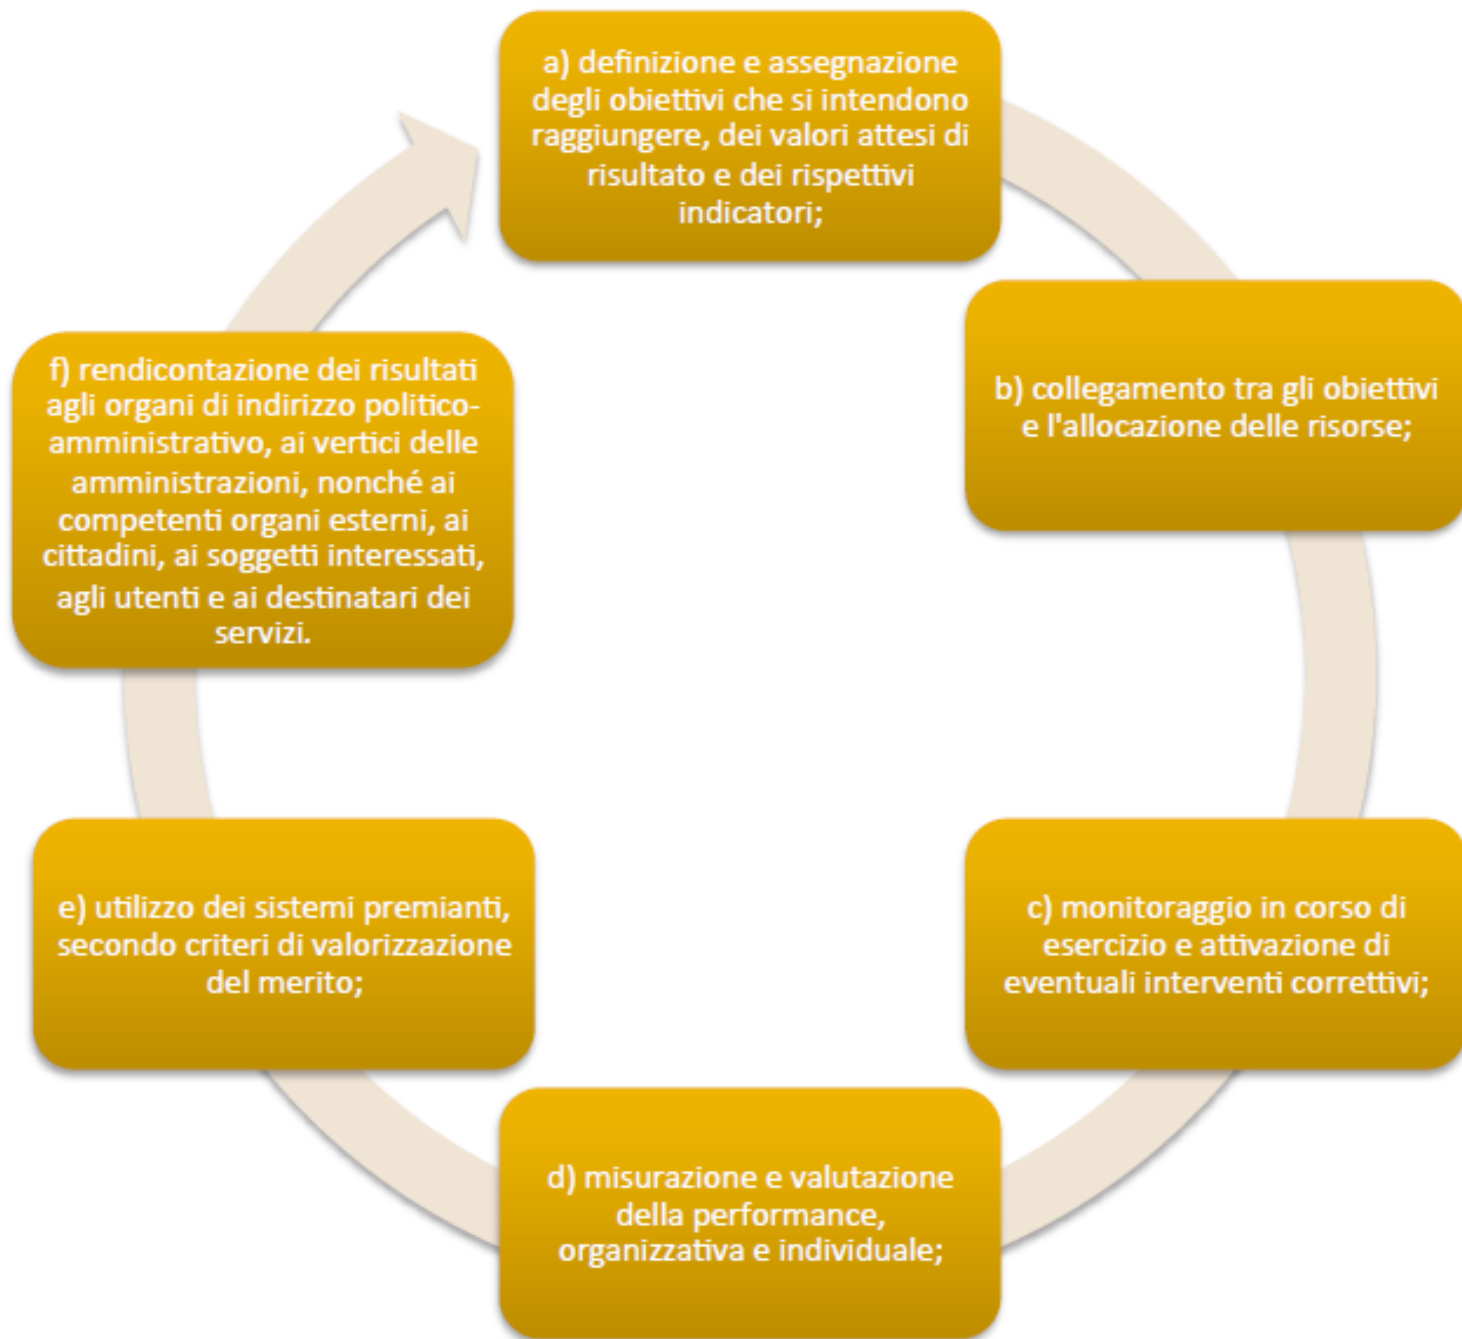 a) definizione e assegnazione
degli obiettivi che si intendono
raggiungere, dei valori attesi di
risultato e dei rispettivi
indicatori;
b) collegamento tra gli obiettivi
e l'allocazione delle risorse;
c) monitoraggio in corso di
esercizio e attivazione di
eventuali interventi correttivi;
d) misurazione e valutazione
della performance,
organizzativa e individuale;
e) utilizzo dei sistemi premianti,
secondo criteri di valorizzazione
del merito;
f) rendicontazione dei risultati
agli organi di indirizzo politico-
amministrativo, ai vertici delle
amministrazioni, nonché ai
competenti organi esterni, ai
cittadini, ai soggetti interessati,
agli utenti e ai destinatari dei
servizi.